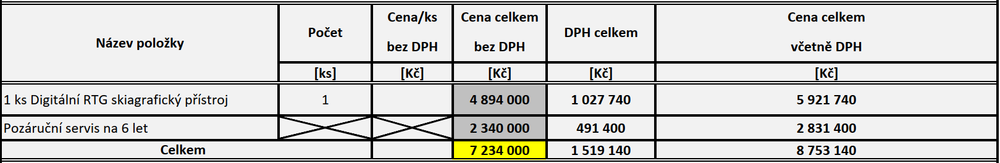 Název položky
Počet
Cena/ks
bez DPH
Cena celkem
bez DPH
DPH celkem
Cena celkem
včetně DPH
[ks]
[Kč]
[Kč]
[Kč]
[Kč]
1 ks Digitální RTG skiagrafický přístroj 1 4 894 000 1 027 740 5 921 740
Pozáruční servis na 6 let 2 340 000 491 400 2 831 400
Celkem 7 234 000 1 519 140 8 753 140